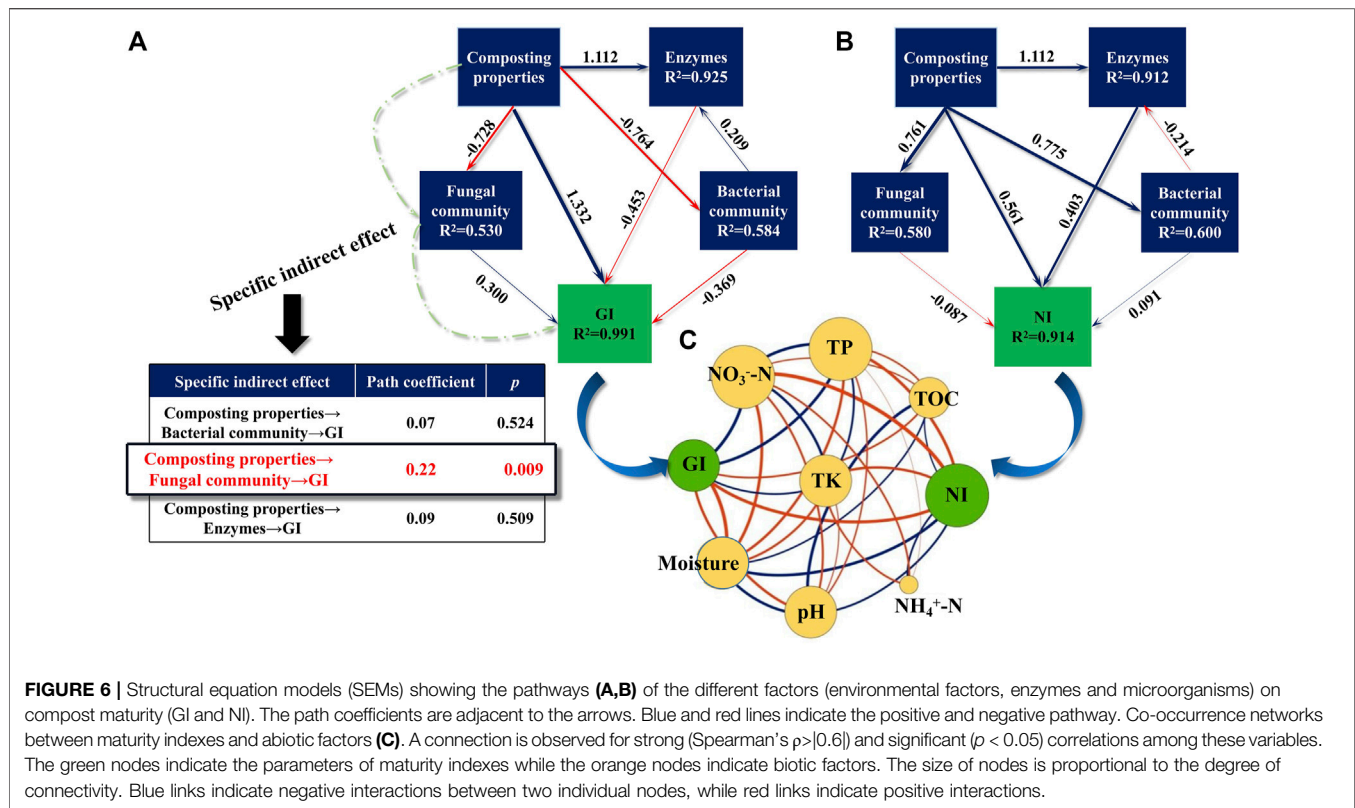 A
Composting
properties
1.112
Enzymes
R²=0.925
-0.728
-0.764
0.209
Fungal
community
R²=0.530
1.332
-0.453
Bacterial
community
R²=0.584
0.300
-0.369
GI
R²=0.991
B
Composting
properties
1.112
Enzymes
R²=0.912
0.761
0.775
-0.214
Fungal
community
R²=0.580
0.561
0.403
Bacterial
community
R²=0.600
-0.087
0.091
NI
R²=0.914
Specific indirect effect
Specific indirect effect Path coefficient p
Composting properties→
Bacterial community→GI 0.07 0.524
Composting properties→
Fungal community→GI 0.22 0.009
Composting properties→
Enzymes→GI 0.09 0.509
C
TP
NO₃⁻-N
TOC
GI
TK
NI
Moisture
pH
NH₄⁺-N
FIGURE 6 | Structural equation models (SEMs) showing the pathways (A,B) of the different factors (environmental factors, enzymes and microorganisms) on
compost maturity (GI and NI). The path coefficients are adjacent to the arrows. Blue and red lines indicate the positive and negative pathway. Co-occurrence networks
between maturity indexes and abiotic factors (C). A connection is observed for strong (Spearman's ρ>|0.6|) and significant (p < 0.05) correlations among these variables.
The green nodes indicate the parameters of maturity indexes while the orange nodes indicate biotic factors. The size of nodes is proportional to the degree of
connectivity. Blue links indicate negative interactions between two individual nodes, while red links indicate positive interactions.